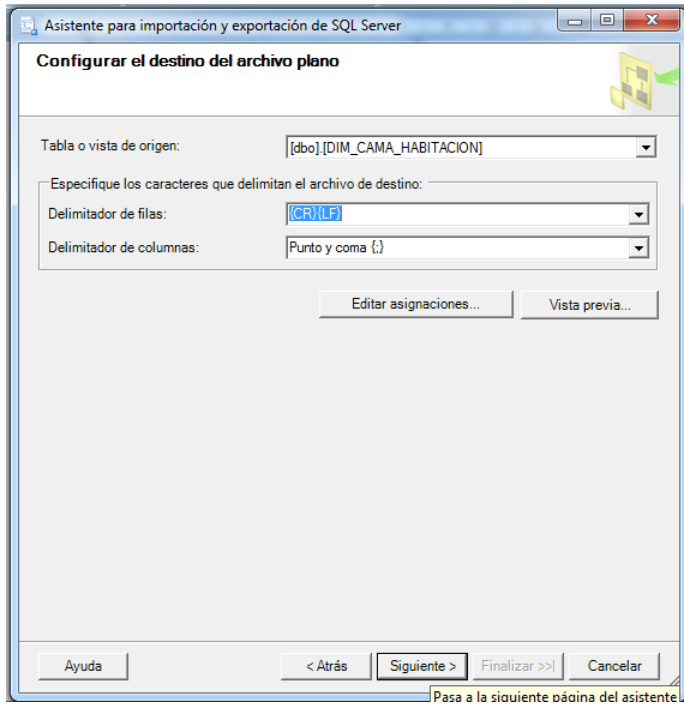 Asistente para importación y exportación de SQL Server
Configurar el destino del archivo plano
Tabla o vista de origen: [dbo].[DIM_CAMA_HABITACION]
Especifique los caracteres que delimitan el archivo de destino:
Delimitador de filas: {CR}{LF}
Delimitador de columnas: Punto y coma {;}
Editar asignaciones... Vista previa...
Ayuda < Atrás Siguiente > Finalizar >>| Cancelar
Pasa a la siguiente página del asistente